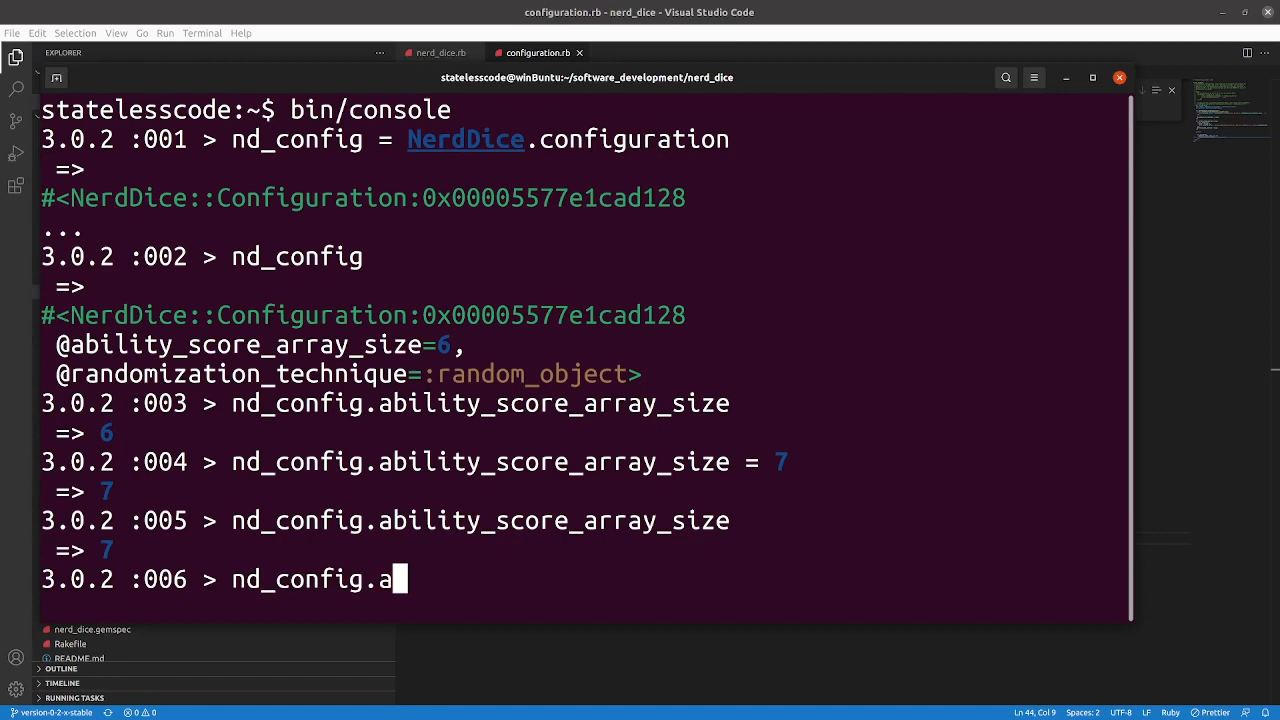 configuration.rb - nerd_dice - Visual Studio Code
File Edit Selection View Go Run Terminal Help
EXPLORER
nerd_dice.rb
configuration.rb
statelesscode@winBuntu:~/software_development/nerd_dice
statelesscode:~$ bin/console
3.0.2 :001 > nd_config = NerdDice.configuration
=>
#<NerdDice::Configuration:0x00005577e1cad128
...
3.0.2 :002 > nd_config
=>
#<NerdDice::Configuration:0x00005577e1cad128
@ability_score_array_size=6,
@randomization_technique=:random_object>
3.0.2 :003 > nd_config.ability_score_array_size
=> 6
3.0.2 :004 > nd_config.ability_score_array_size = 7
=> 7
3.0.2 :005 > nd_config.ability_score_array_size
=> 7
3.0.2 :006 > nd_config.a
nerd_dice.gemspec
Rakefile
README.md
OUTLINE
TIMELINE
RUNNING TASKS
version-0-2-x-stable 0 0 Ln 44, Col 9 Spaces: 2 UTF-8 LF Ruby Prettier